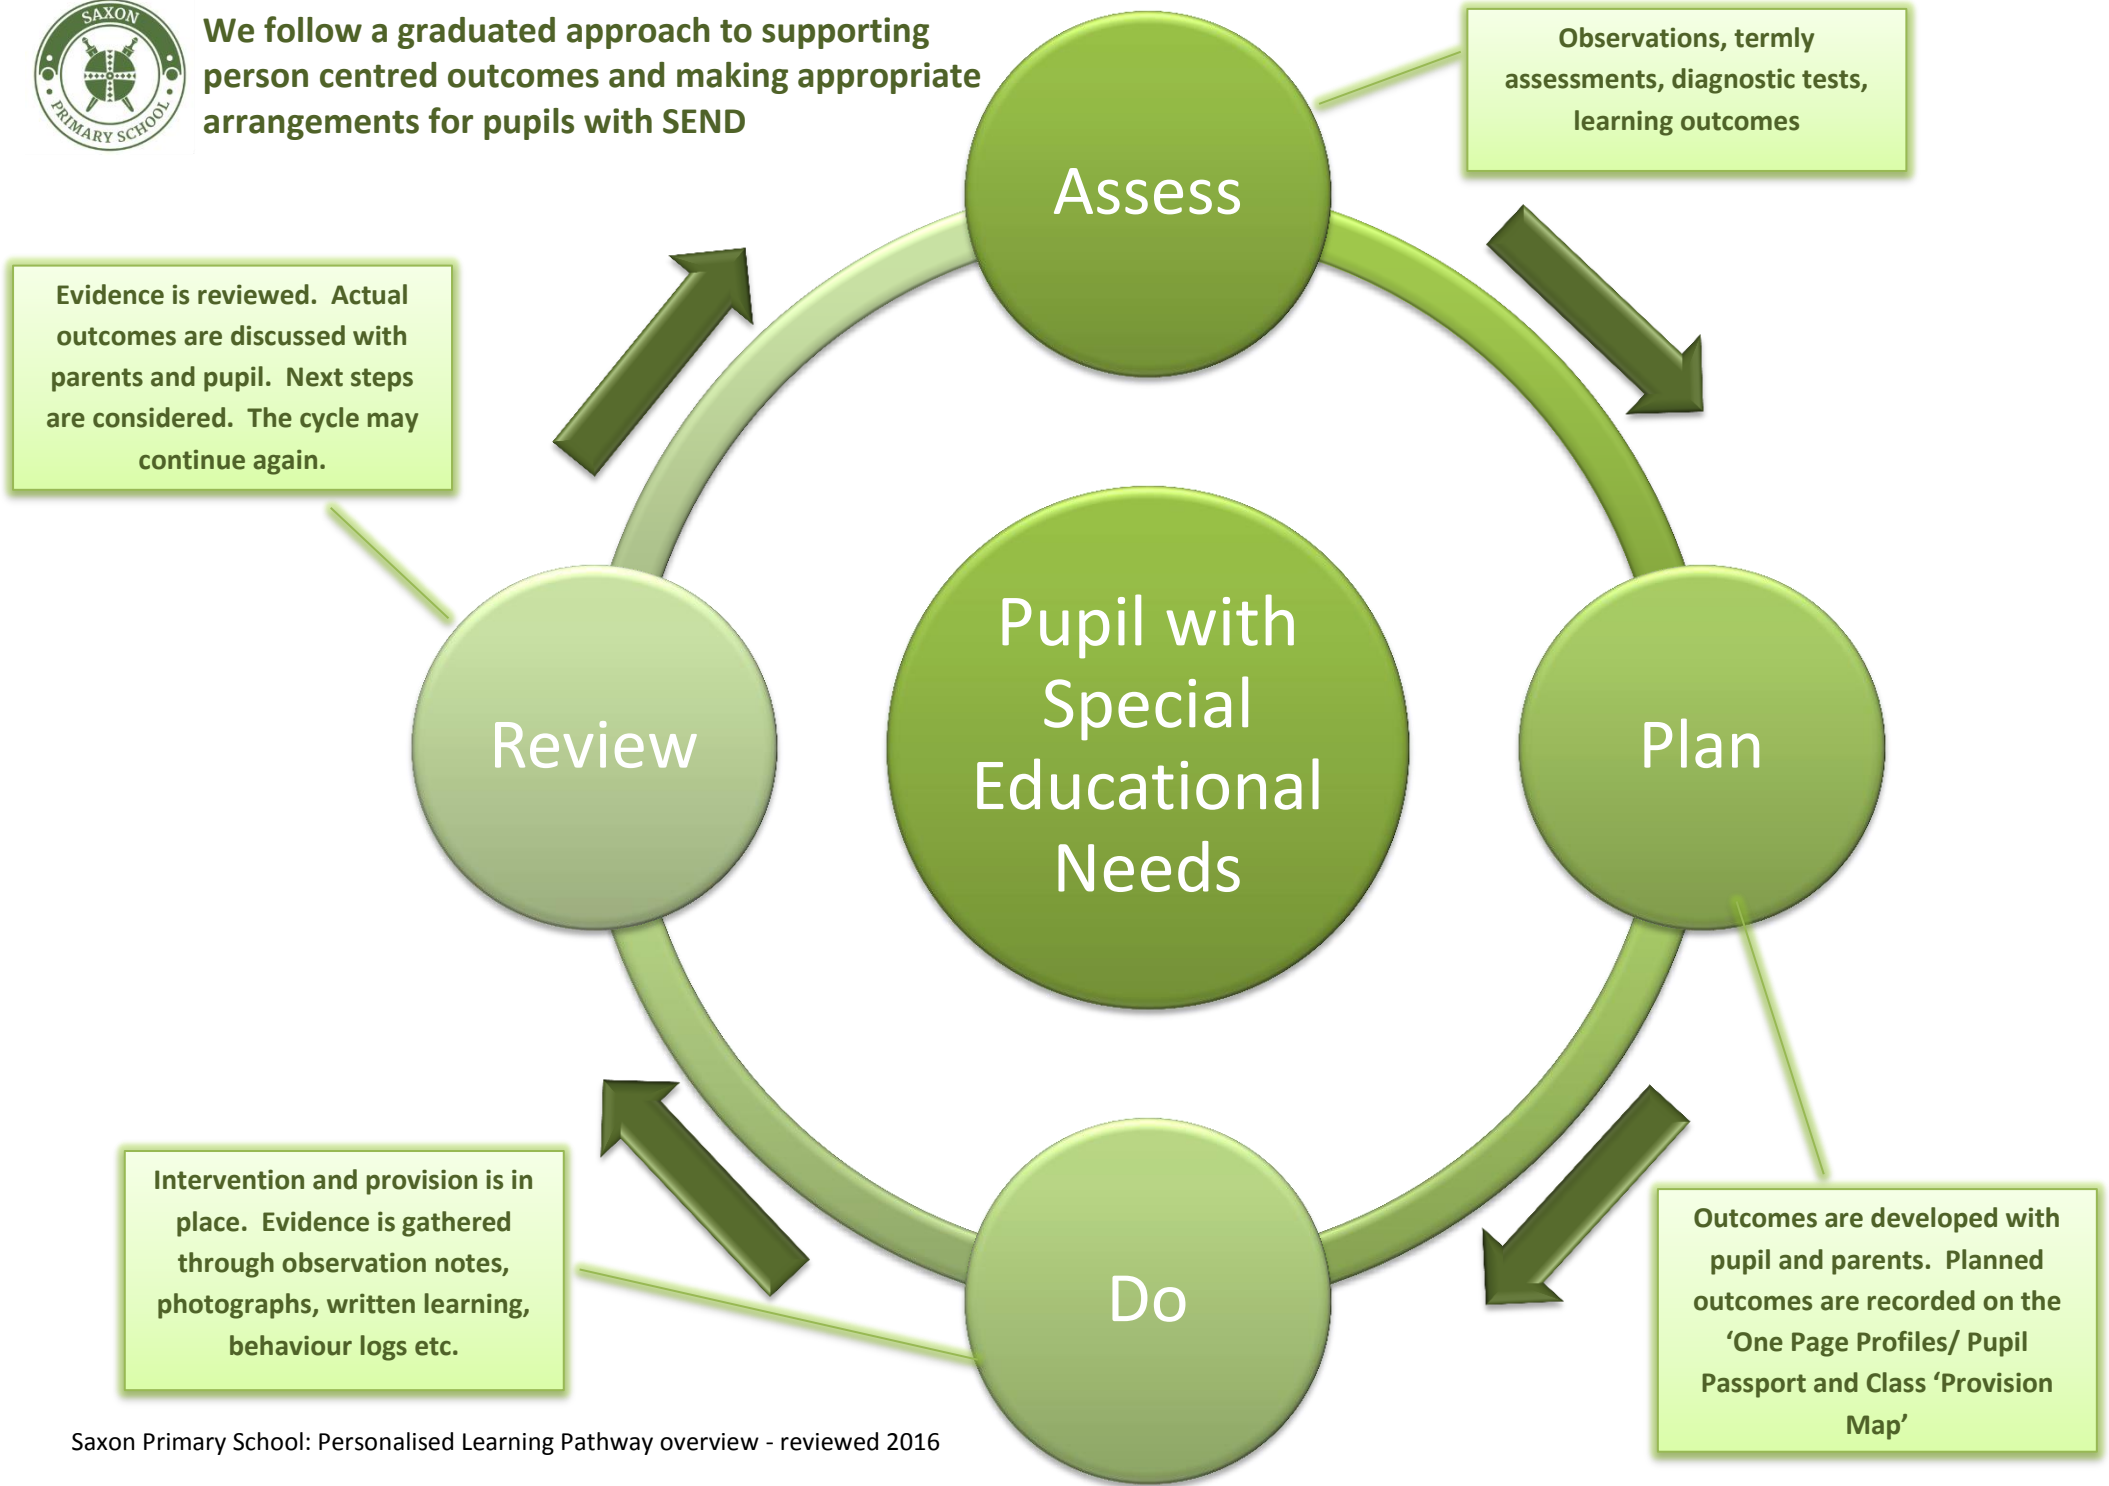 SAXON
PRIMARY SCHOOL
We follow a graduated approach to supporting
person centred outcomes and making appropriate
arrangements for pupils with SEND
Assess
Observations, termly
assessments, diagnostic tests,
learning outcomes
Evidence is reviewed.  Actual
outcomes are discussed with
parents and pupil.  Next steps
are considered.  The cycle may
continue again.
Pupil with
Special
Educational
Needs
Review
Plan
Intervention and provision is in
place.  Evidence is gathered
through observation notes,
photographs, written learning,
behaviour logs etc.
Do
Outcomes are developed with
pupil and parents.  Planned
outcomes are recorded on the
‘One Page Profiles/ Pupil
Passport and Class ‘Provision
Map’
Saxon Primary School: Personalised Learning Pathway overview - reviewed 2016